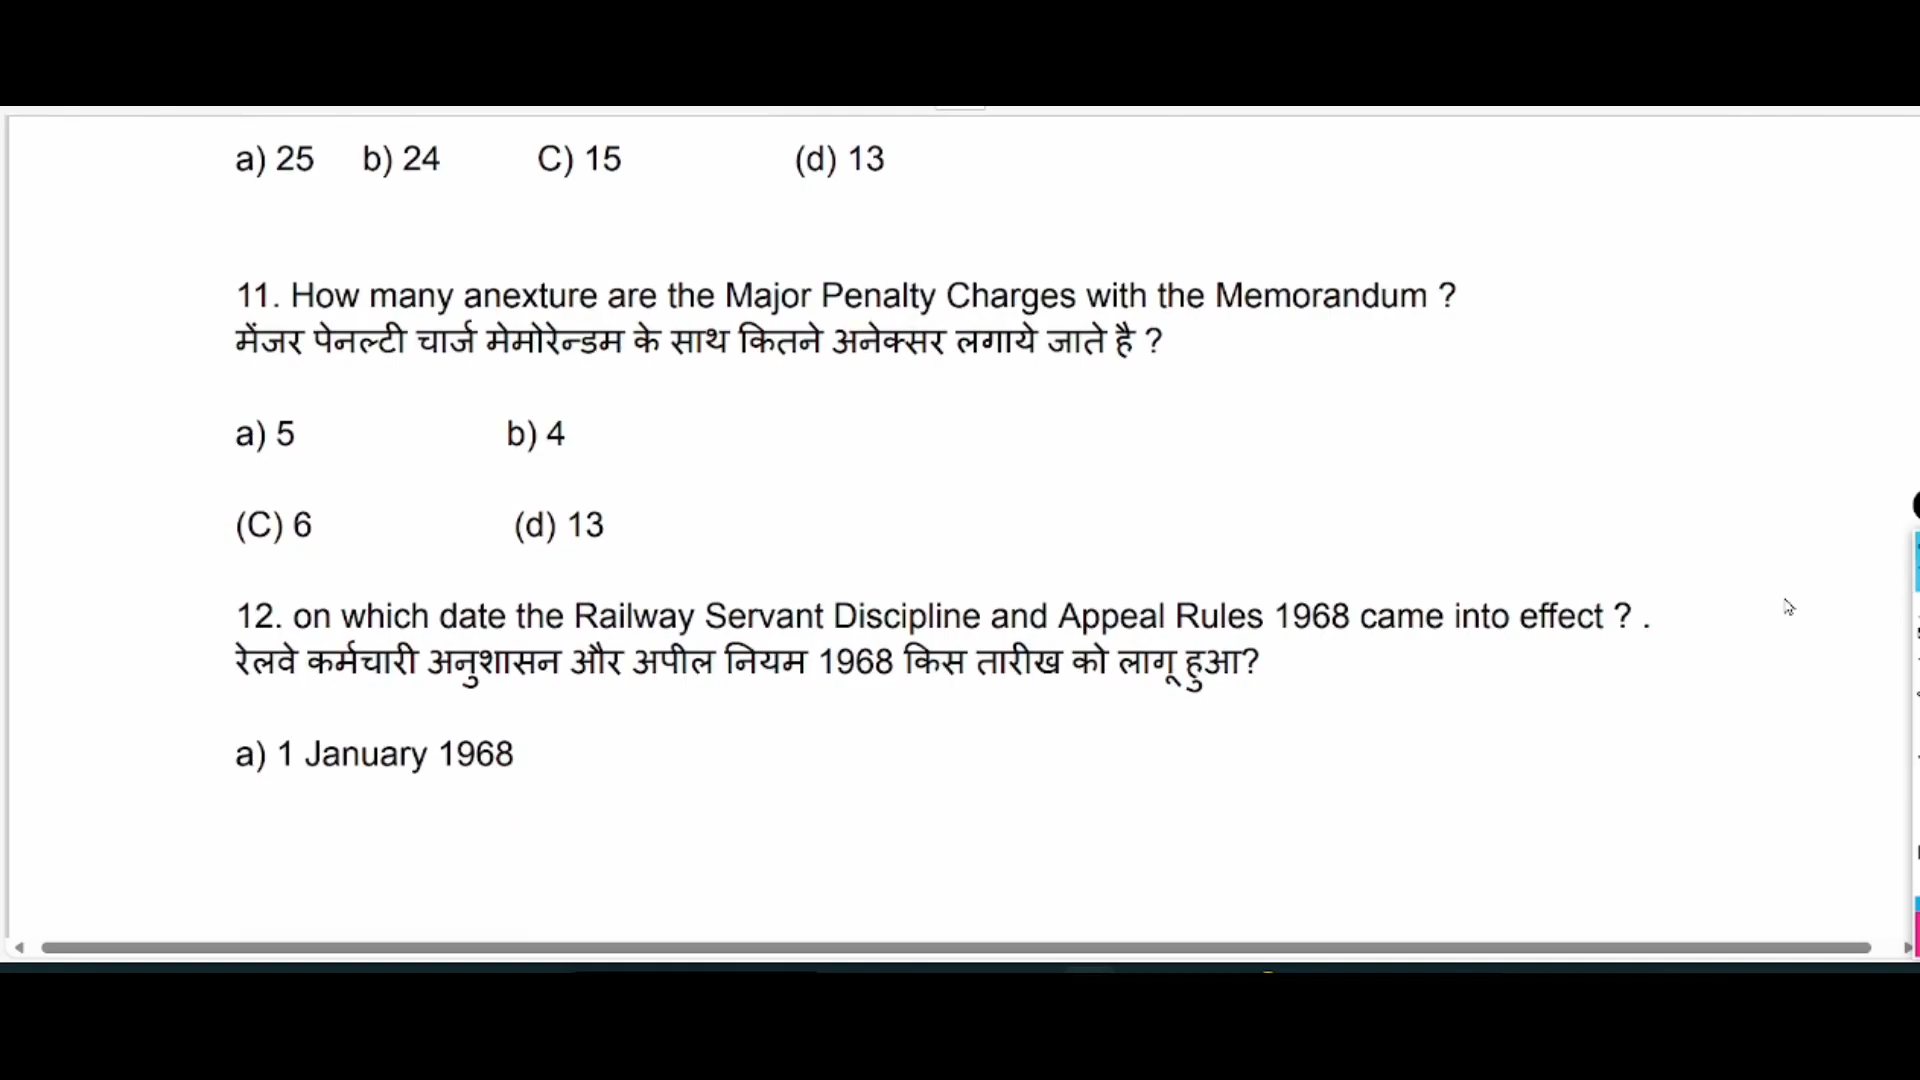 a) 25 b) 24 C) 15 (d) 13
11. How many anexture are the Major Penalty Charges with the Memorandum ?
मेंजर पेनल्टी चार्ज मेमोरेन्डम के साथ कितने अनेक्सर लगाये जाते है ?
a) 5 b) 4
(C) 6 (d) 13
12. on which date the Railway Servant Discipline and Appeal Rules 1968 came into effect ? .
रेलवे कर्मचारी अनुशासन और अपील नियम 1968 किस तारीख को लागू हुआ?
a) 1 January 1968